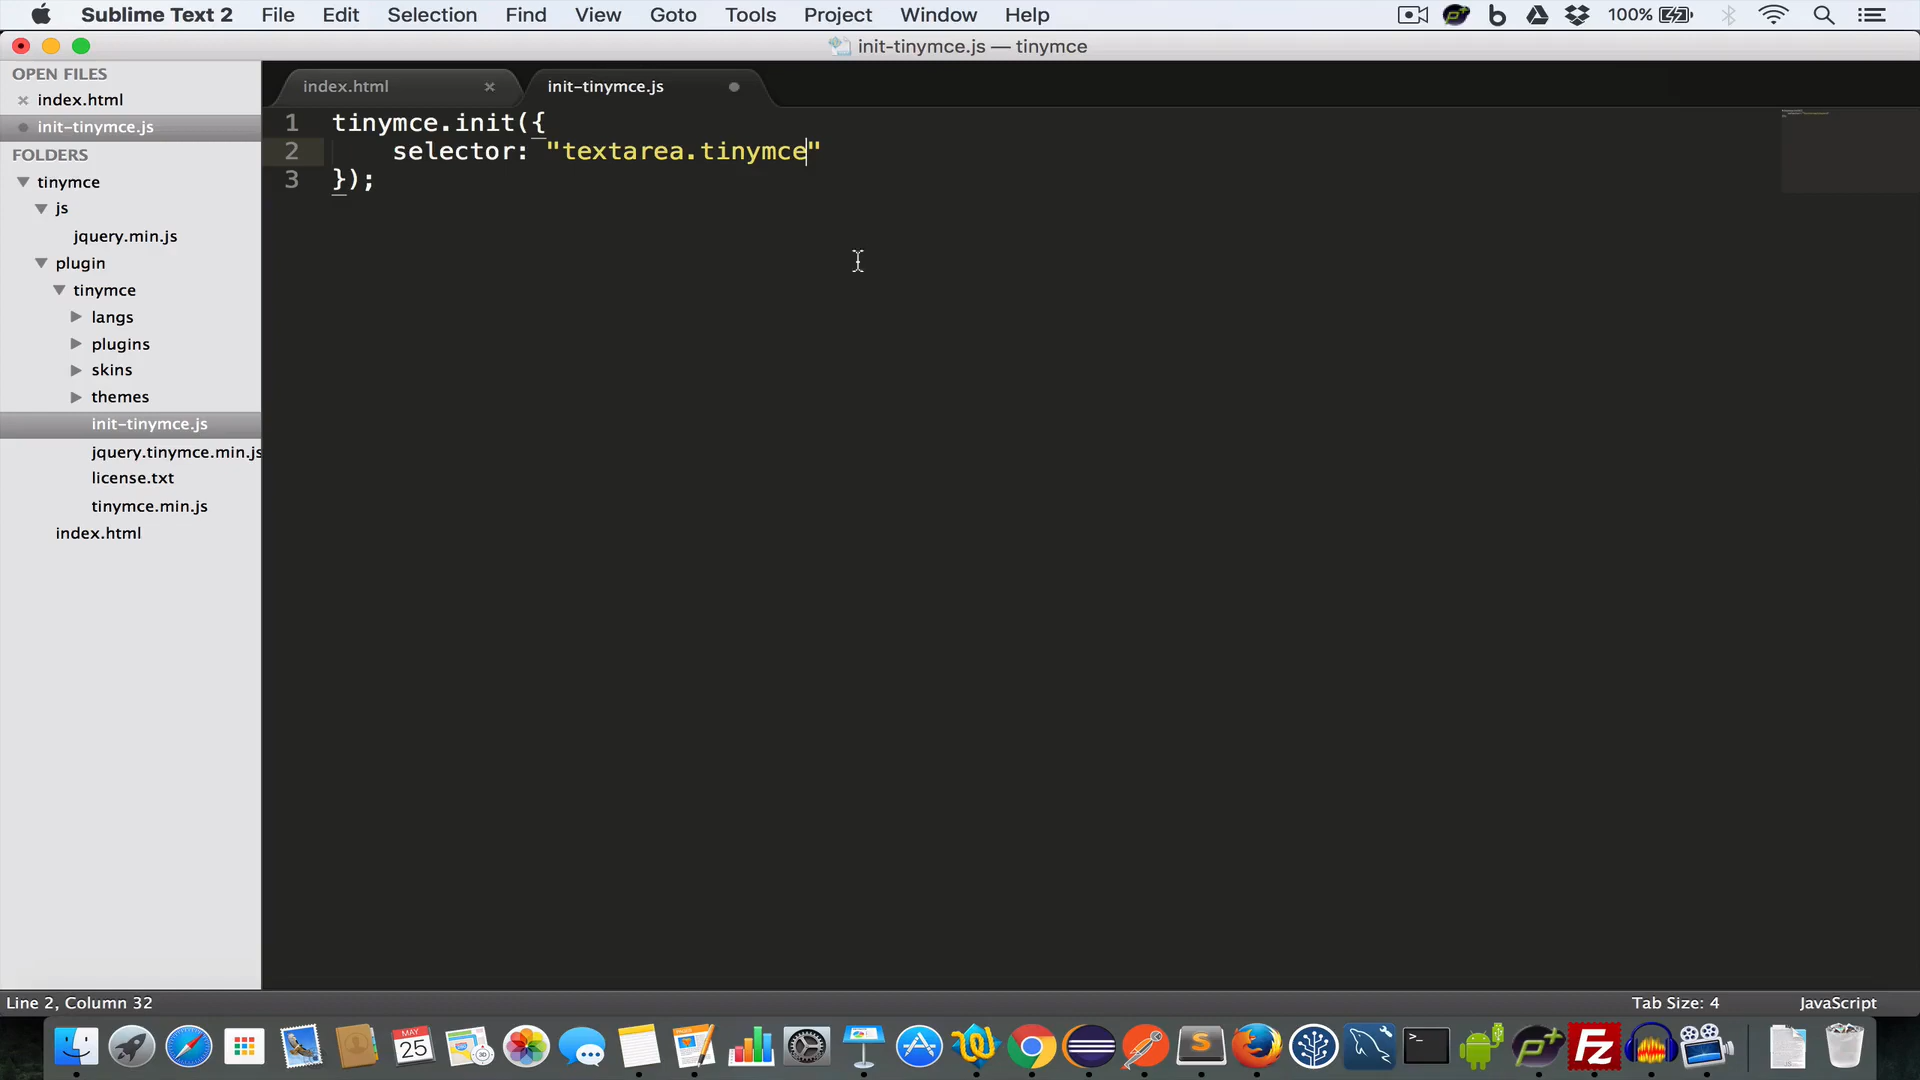 Sublime Text 2 File Edit Selection Find View Goto Tools Project Window Help 100%
init-tinymce.js — tinymce
OPEN FILES
index.html
init-tinymce.js
FOLDERS
tinymce
js
jquery.min.js
plugin
tinymce
langs
plugins
skins
themes
init-tinymce.js
jquery.tinymce.min.js
license.txt
tinymce.min.js
index.html
index.html
init-tinymce.js
1 tinymce.init({
2 selector: "textarea.tinymce"
3 });
Line 2, Column 32
Tab Size: 4 JavaScript
MAY
25